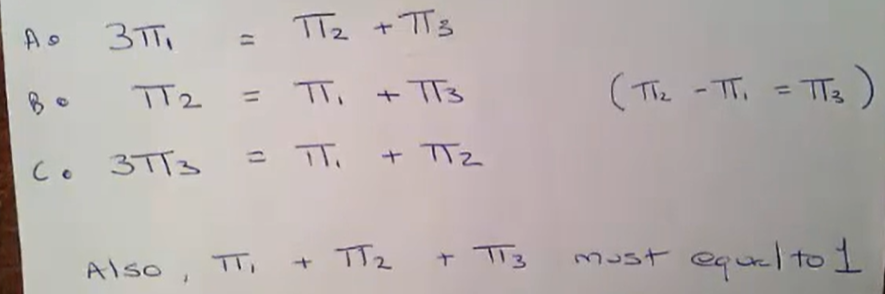 A. 3π₁ = π₂ + π₃
B. π₂ = π₁ + π₃ (π₂ - π₁ = π₃)
C. 3π₃ = π₁ + π₂
Also, π₁ + π₂ + π₃ must equal to 1